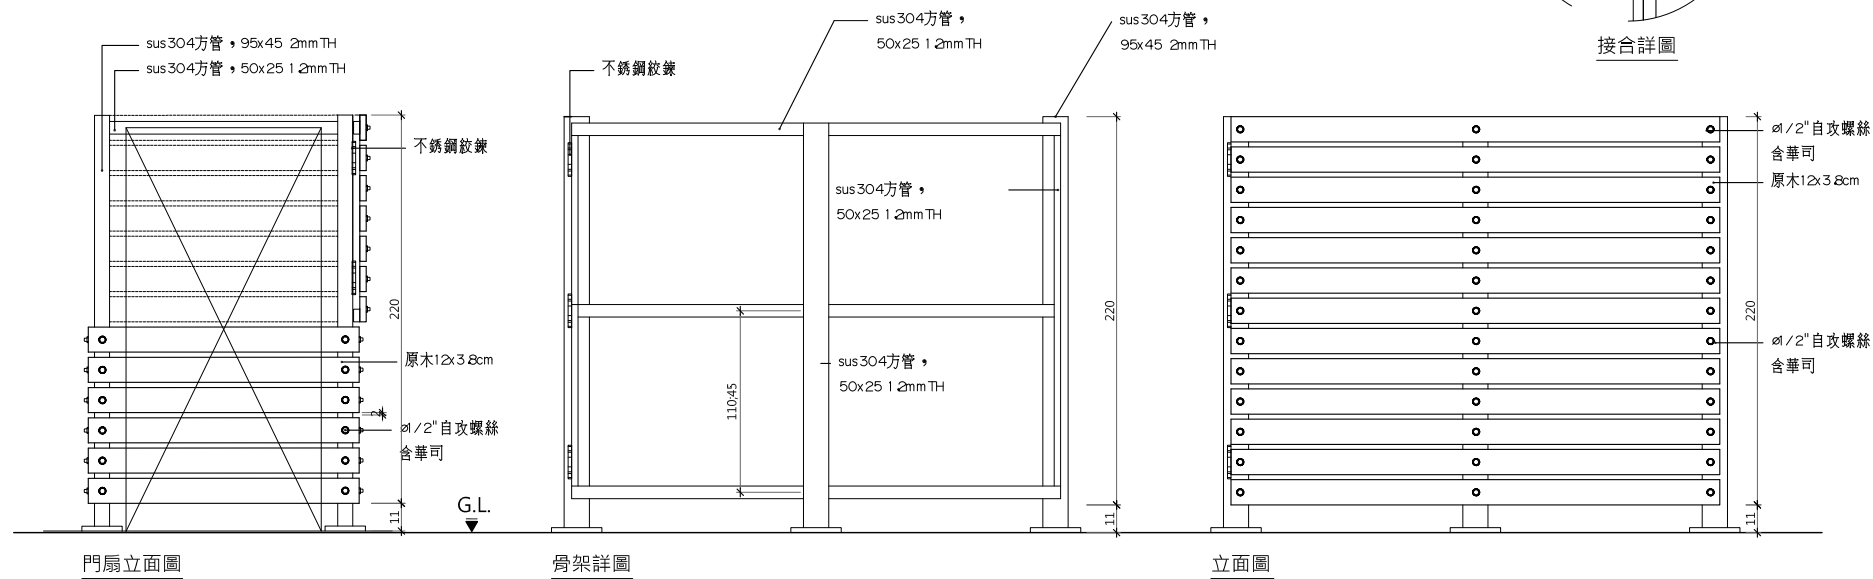 sus304方管，95x45 2mmTH
sus304方管，50x25 1.2mmTH
不銹鋼絞鍊
220
原木12x3.8cm
2
ø1/2"自攻螺絲
含華司
11
門扇立面圖
G.L.
不銹鋼絞鍊
sus304方管，
50x25 1.2mmTH
sus304方管，
95x45 2mmTH
sus304方管，
50x25 1.2mmTH
sus304方管，
50x25 1.2mmTH
110.45
220
11
骨架詳圖
接合詳圖
ø1/2"自攻螺絲
含華司
原木12x3.8cm
220
ø1/2"自攻螺絲
含華司
11
立面圖